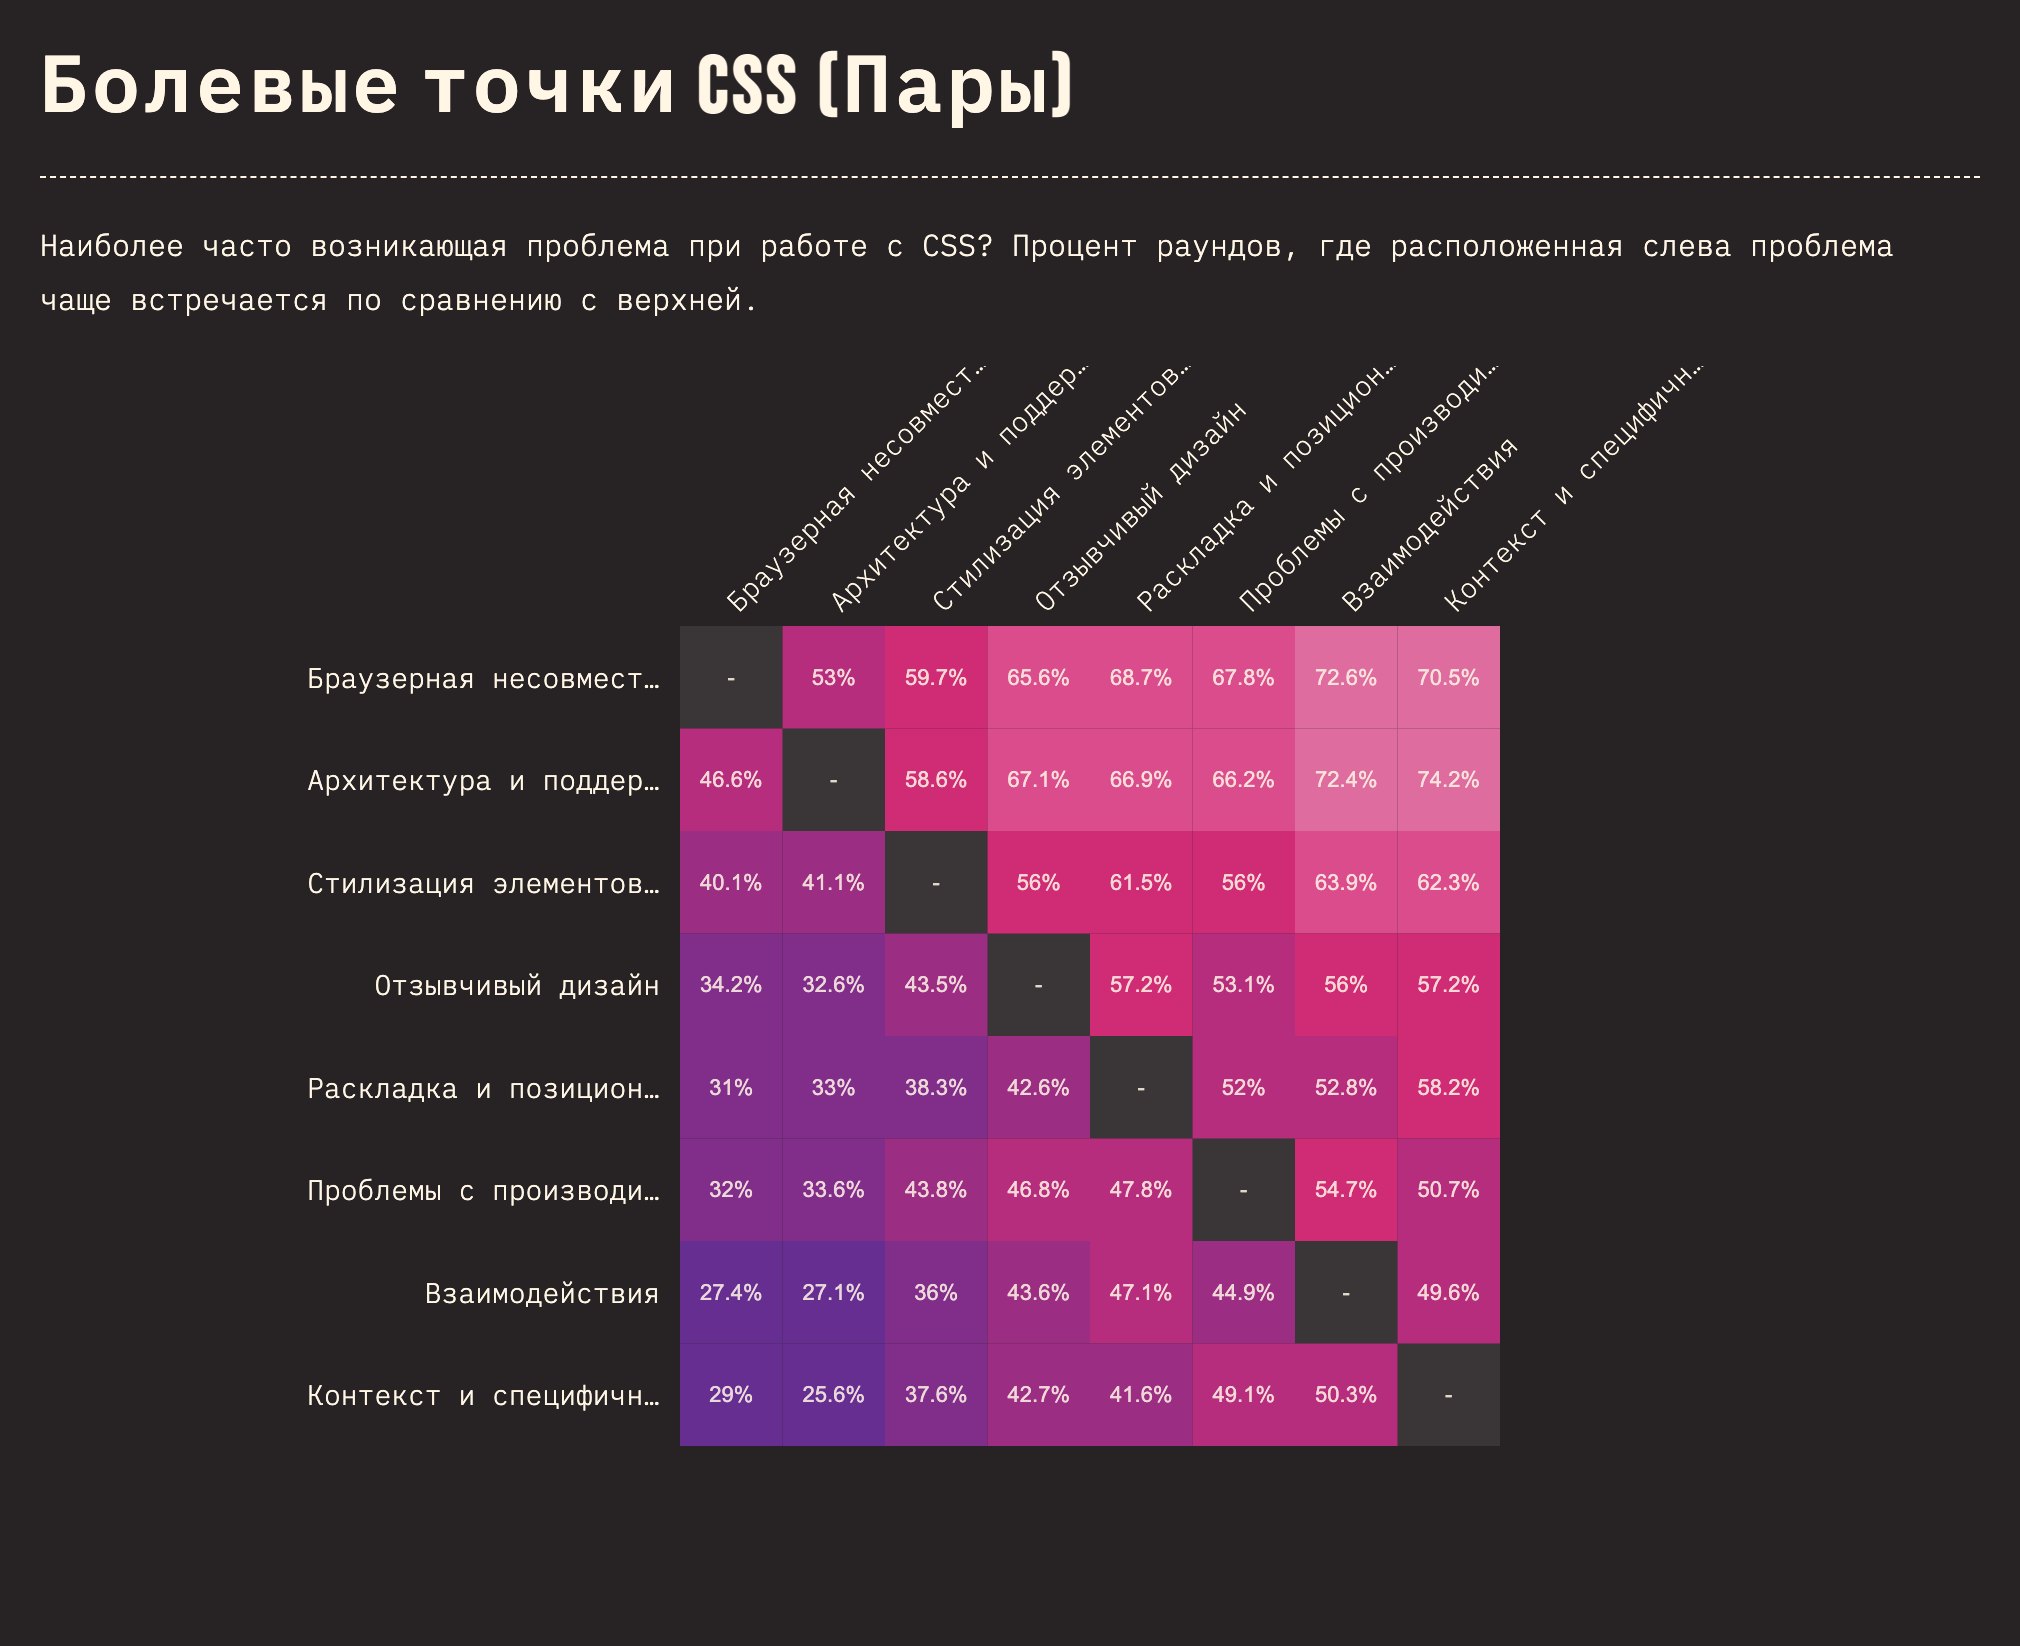 Болевые точки CSS (Пары)
Наиболее часто возникающая проблема при работе с CSS? Процент раундов, где расположенная слева проблема
чаще встречается по сравнению с верхней.
Браузерная несовмест…
Архитектура и поддер…
Стилизация элементов…
Отзывчивый дизайн
Раскладка и позицион…
Проблемы с производи…
Взаимодействия
Контекст и специфичн…
Браузерная несовмест… - 53% 59.7% 65.6% 68.7% 67.8% 72.6% 70.5%
Архитектура и поддер… 46.6% - 58.6% 67.1% 66.9% 66.2% 72.4% 74.2%
Стилизация элементов… 40.1% 41.1% - 56% 61.5% 56% 63.9% 62.3%
Отзывчивый дизайн 34.2% 32.6% 43.5% - 57.2% 53.1% 56% 57.2%
Раскладка и позицион… 31% 33% 38.3% 42.6% - 52% 52.8% 58.2%
Проблемы с производи… 32% 33.6% 43.8% 46.8% 47.8% - 54.7% 50.7%
Взаимодействия 27.4% 27.1% 36% 43.6% 47.1% 44.9% - 49.6%
Контекст и специфичн… 29% 25.6% 37.6% 42.7% 41.6% 49.1% 50.3% -